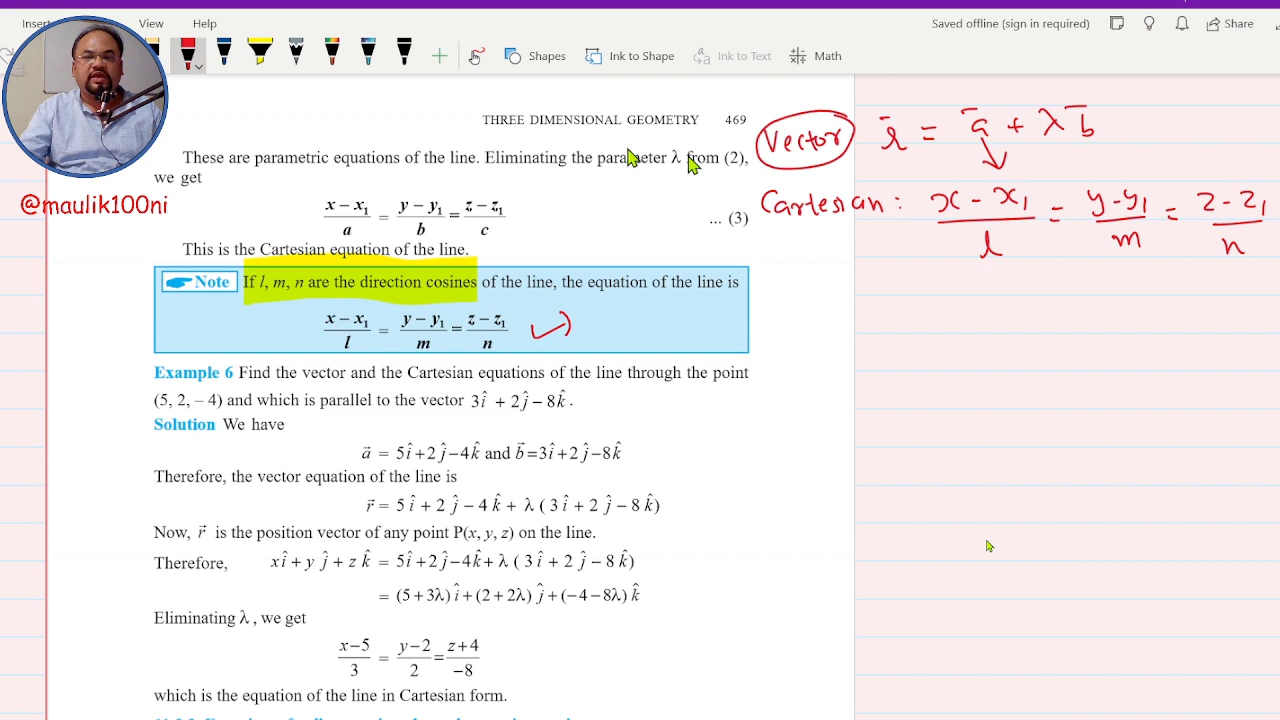 Insert View Help Saved offline (sign in required) Share
Shapes Ink to Shape Ink to Text Math
@maulik100ni
THREE DIMENSIONAL GEOMETRY 469
These are parametric equations of the line. Eliminating the parameter λ from (2),
we get
x – x₁ / a = y – y₁ / b = z – z₁ / c ... (3)
This is the Cartesian equation of the line.
Note If l, m, n are the direction cosines of the line, the equation of the line is
x – x₁ / l = y – y₁ / m = z – z₁ / n
Example 6 Find the vector and the Cartesian equations of the line through the point
(5, 2, – 4) and which is parallel to the vector 3î + 2ĵ – 8k̂ .
Solution We have
a⃗ = 5î + 2ĵ – 4k̂ and b⃗ = 3î + 2ĵ – 8k̂
Therefore, the vector equation of the line is
r⃗ = 5î + 2ĵ – 4k̂ + λ ( 3î + 2ĵ – 8k̂)
Now, r⃗ is the position vector of any point P(x, y, z) on the line.
Therefore, xî + yĵ + zk̂ = 5î + 2ĵ – 4k̂ + λ ( 3î + 2ĵ – 8k̂)
= (5 + 3λ)î + (2 + 2λ)ĵ + (–4 – 8λ)k̂
Eliminating λ , we get
x – 5 / 3 = y – 2 / 2 = z + 4 / –8
which is the equation of the line in Cartesian form.
Vector r̄ = ā + λ b̄
Cartesian : x – x₁ / l = y – y₁ / m = z – z₁ / n